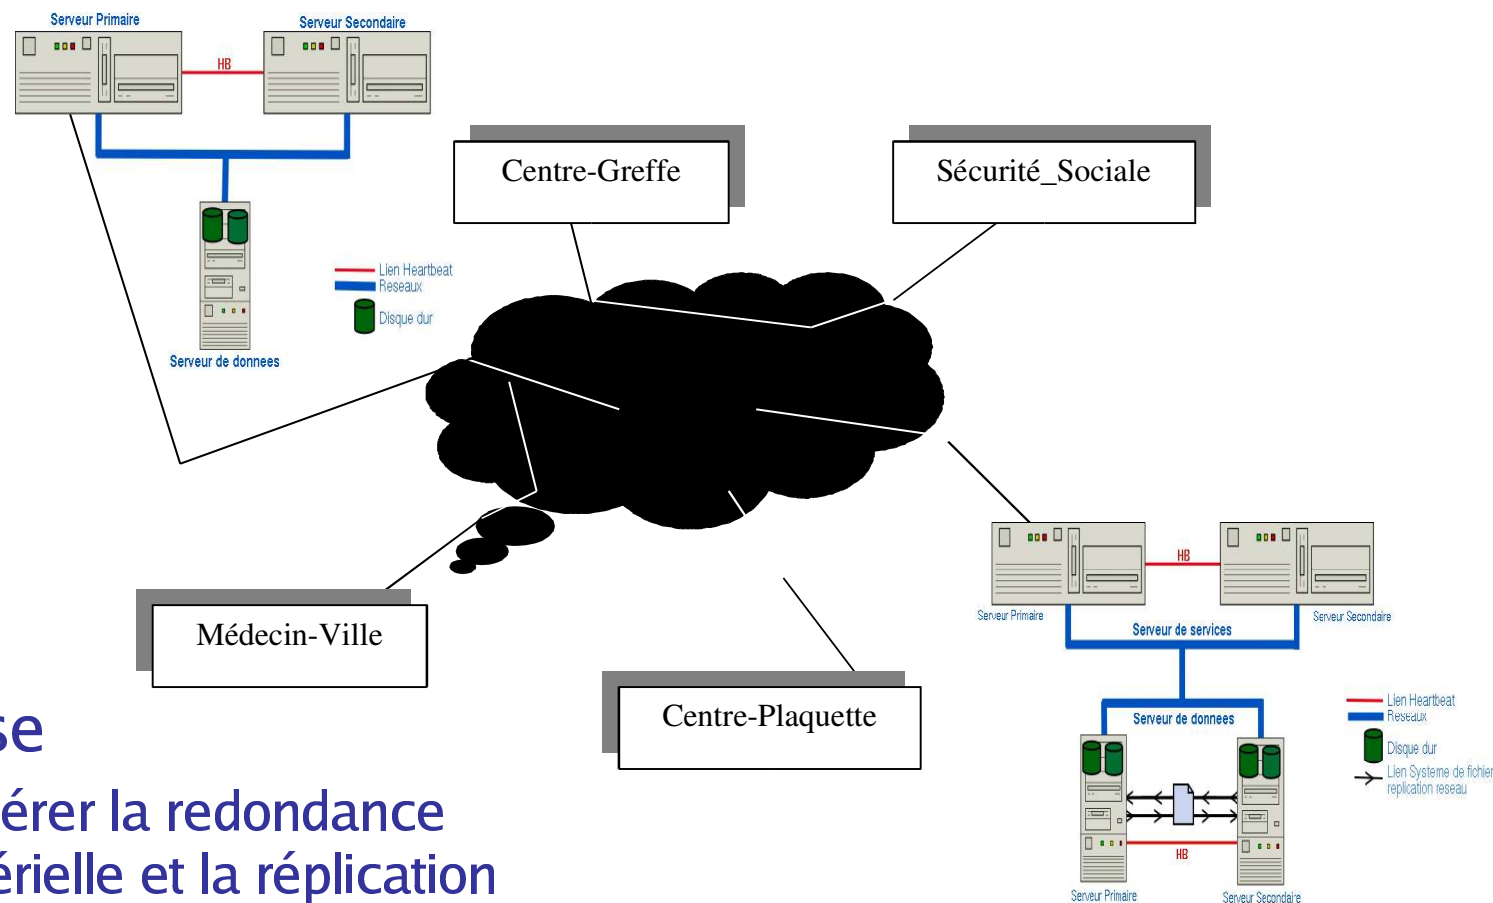 Serveur Primaire
Serveur Secondaire
HB
Centre-Greffe
Sécurité_Sociale
Lien Heartbeat
Reseaux
Disque dur
Serveur de donnees
HB
Serveur Primaire
Serveur Secondaire
Serveur de services
Médecin-Ville
Centre-Plaquette
Lien Heartbeat
Reseaux
Serveur de donnees
Disque dur
Lien Systeme de fichier
replication reseau
HB
Serveur Primaire
Serveur Secondaire
se
érer la redondance
érielle et la réplication